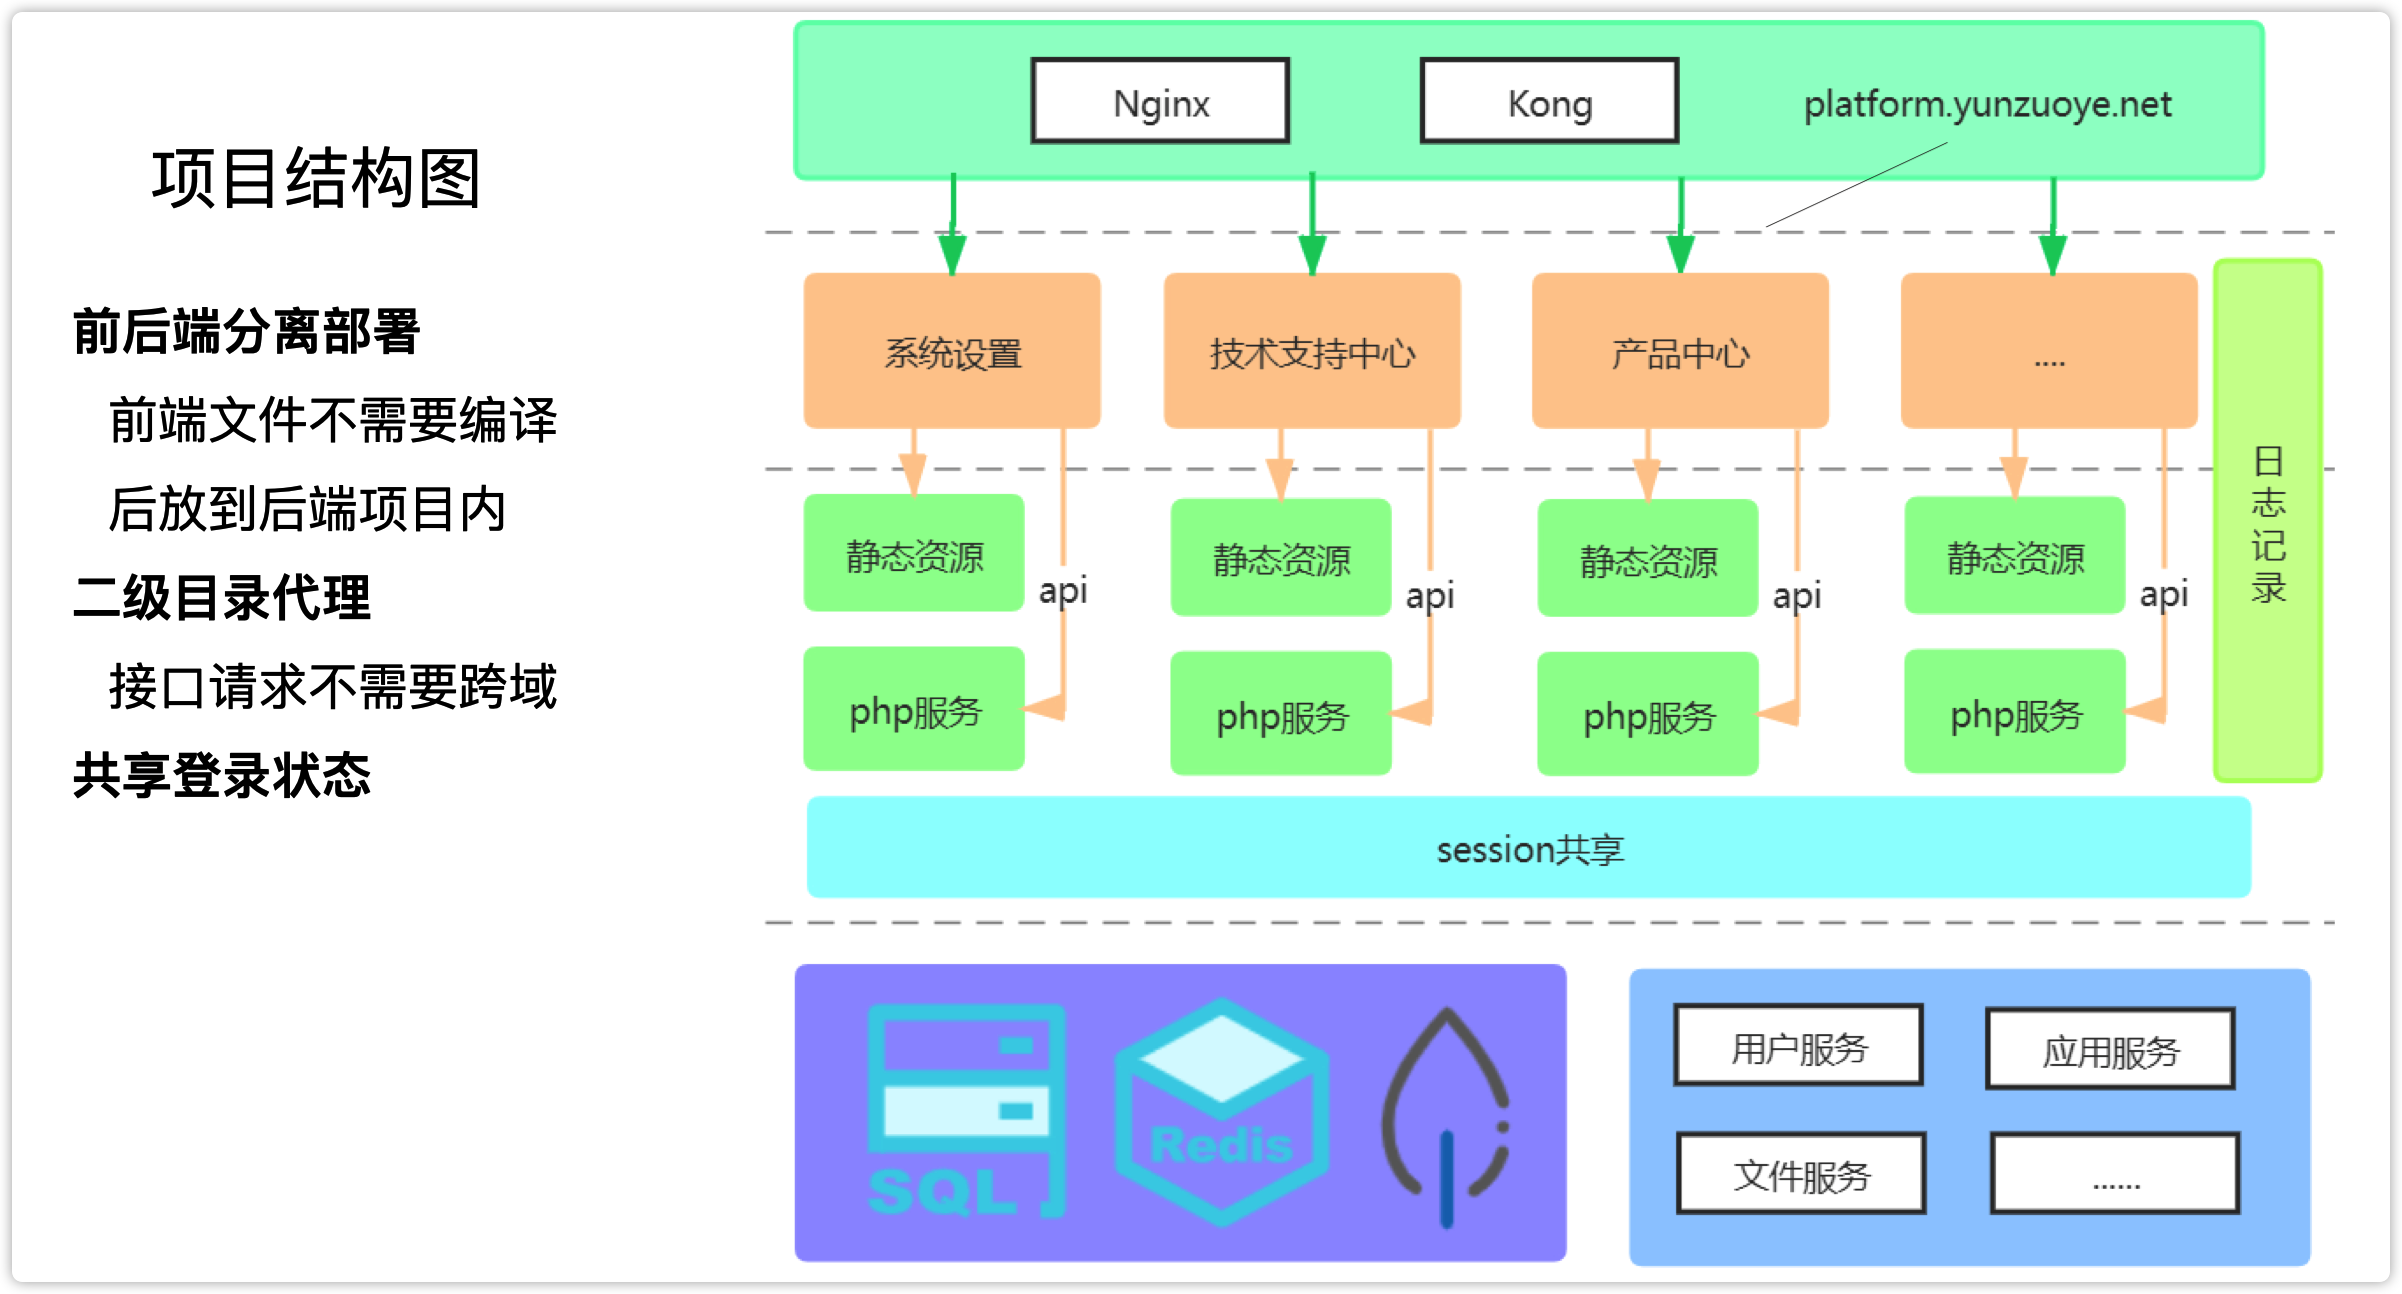 项目结构图
前后端分离部署
前端文件不需要编译
后放到后端项目内
二级目录代理
接口请求不需要跨域
共享登录状态
Nginx
Kong
platform.yunzuoye.net
系统设置
技术支持中心
产品中心
....
日志记录
静态资源
静态资源
静态资源
静态资源
api
api
api
api
php服务
php服务
php服务
php服务
session共享
SQL
Redis
用户服务
应用服务
文件服务
......